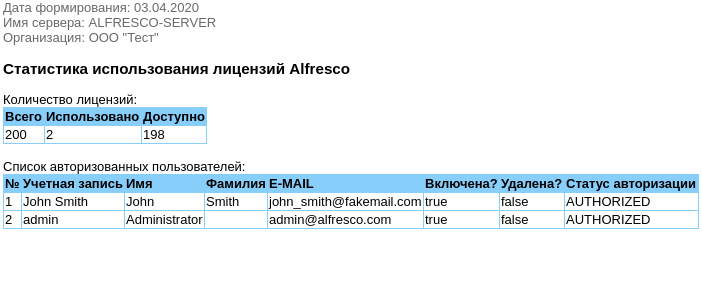 Дата формирования: 03.04.2020
Имя сервера: ALFRESCO-SERVER
Организация: ООО "Тест"
Статистика использования лицензий Alfresco
Количество лицензий:
Всего Использовано Доступно
200 2 198
Список авторизованных пользователей:
№ Учетная запись Имя Фамилия E-MAIL Включена? Удалена? Статус авторизации
1 John Smith John Smith john_smith@fakemail.com true false AUTHORIZED
2 admin Administrator admin@alfresco.com true false AUTHORIZED